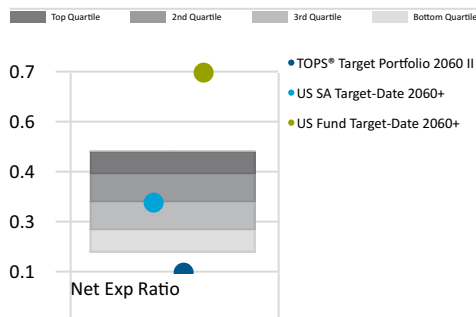 Top Quartile 2nd Quartile 3rd Quartile Bottom Quartile
0.7
0.6
0.4
0.3
0.1
Net Exp Ratio
TOPS® Target Portfolio 2060 II
US SA Target-Date 2060+
US Fund Target-Date 2060+